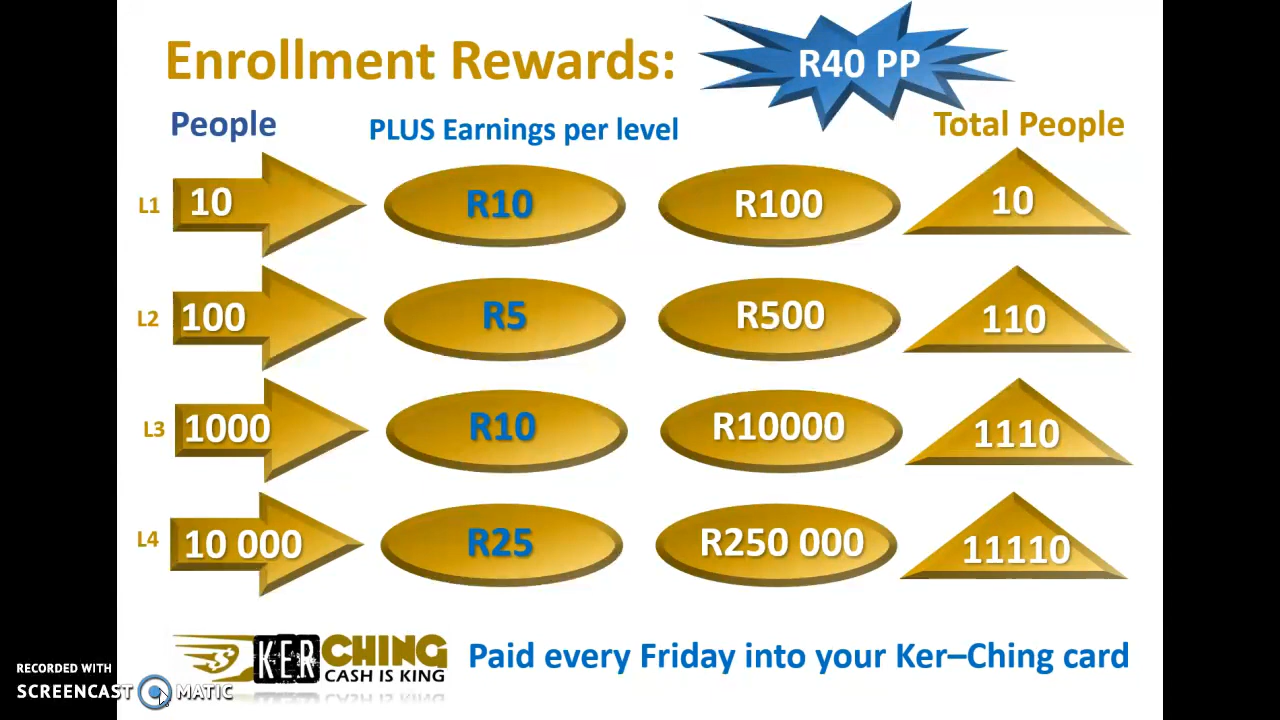 Enrollment Rewards:
R40 PP
People
PLUS Earnings per level
Total People
L1 10 R10 R100 10
L2 100 R5 R500 110
L3 1000 R10 R10000 1110
L4 10 000 R25 R250 000 11110
KER CHING
CASH IS KING
Paid every Friday into your Ker–Ching card
RECORDED WITH
SCREENCAST MATIC